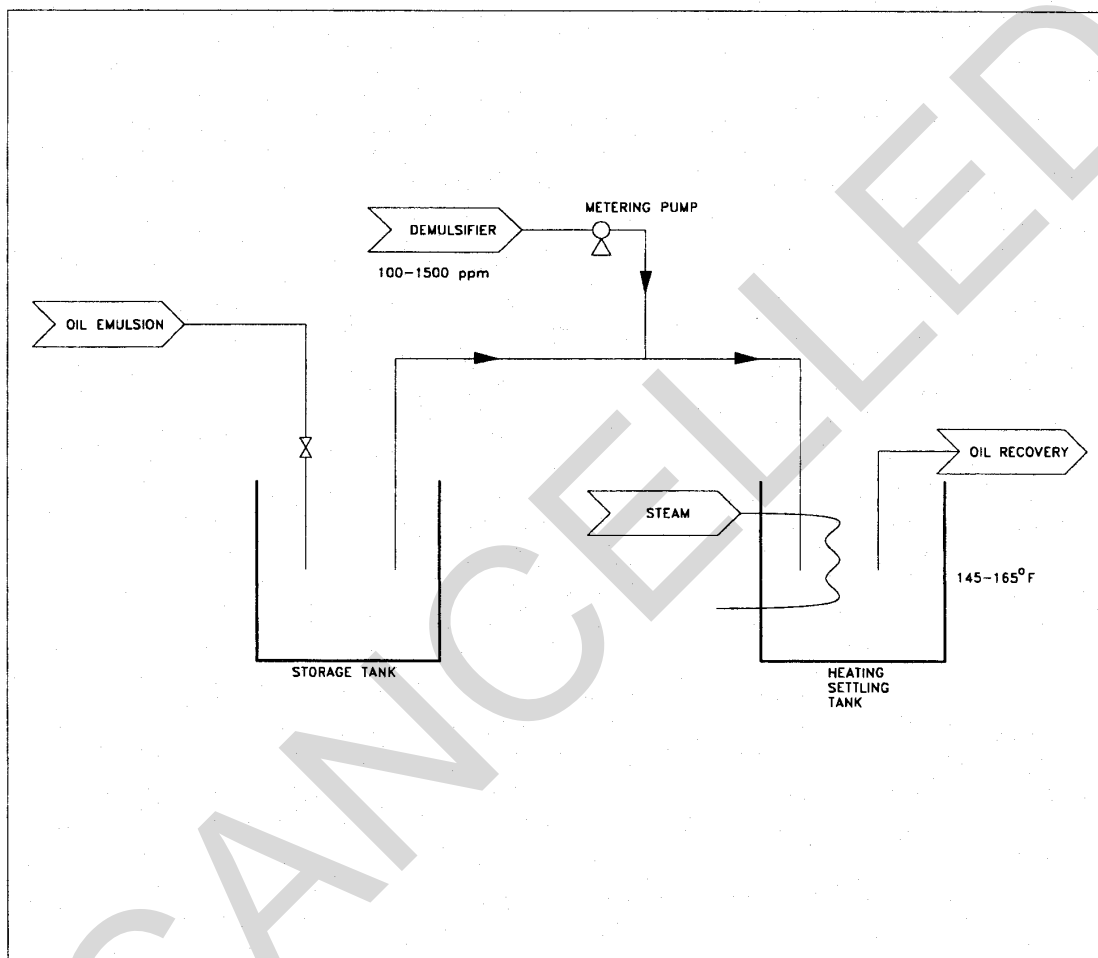 METERING PUMP
DEMULSIFIER
100-1500 ppm
OIL EMULSION
OIL RECOVERY
STEAM
145-165°F
STORAGE TANK
HEATING
SETTLING
TANK
CANCELLED